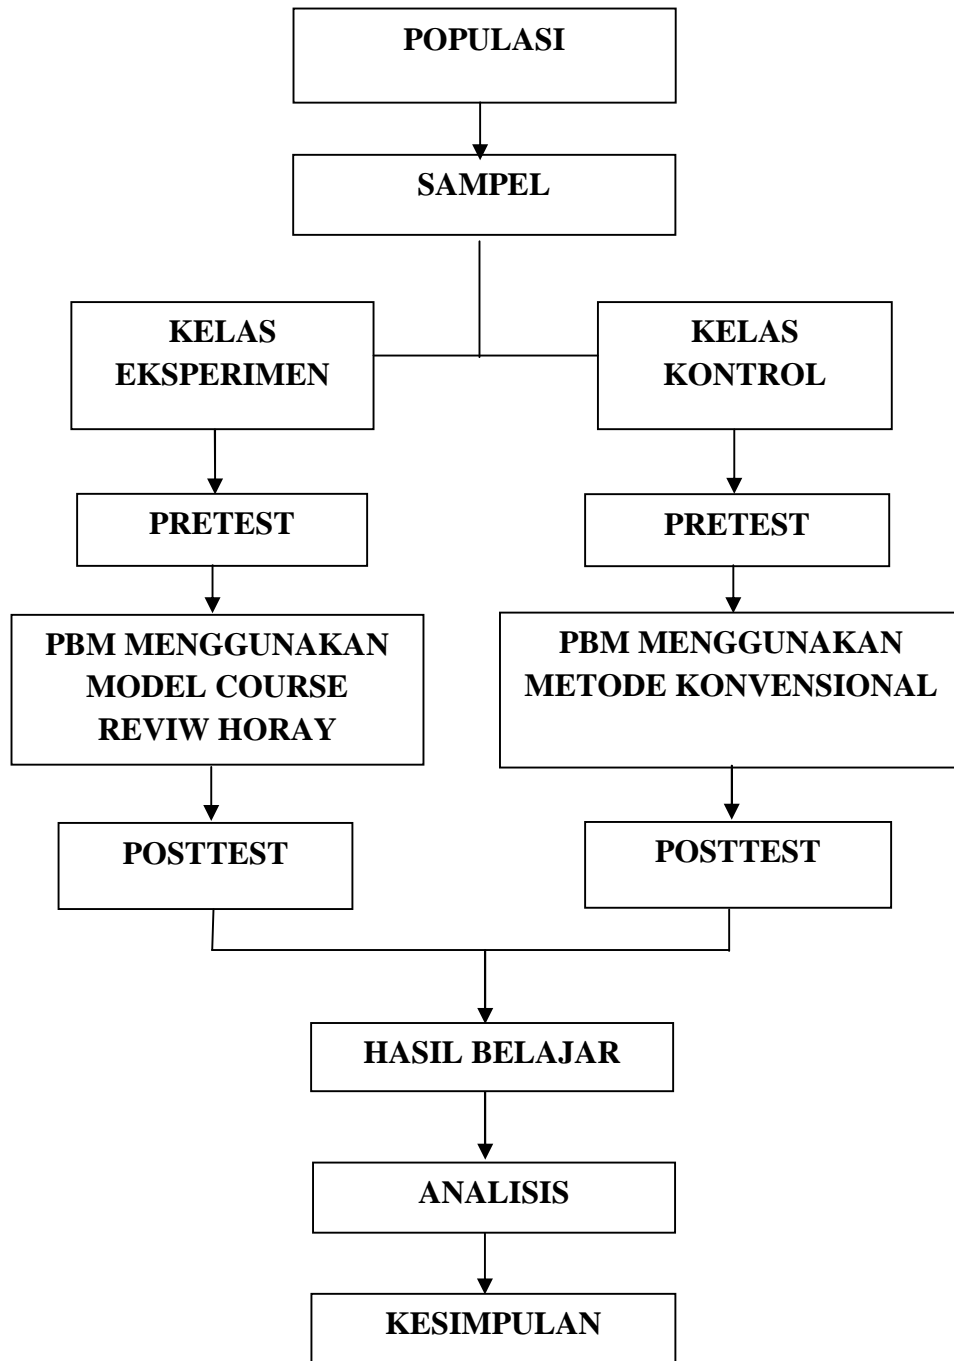 POPULASI
SAMPEL
KELAS
EKSPERIMEN
KELAS
KONTROL
PRETEST
PRETEST
PBM MENGGUNAKAN
MODEL COURSE
REVIW HORAY
PBM MENGGUNAKAN
METODE KONVENSIONAL
POSTTEST
POSTTEST
HASIL BELAJAR
ANALISIS
KESIMPULAN